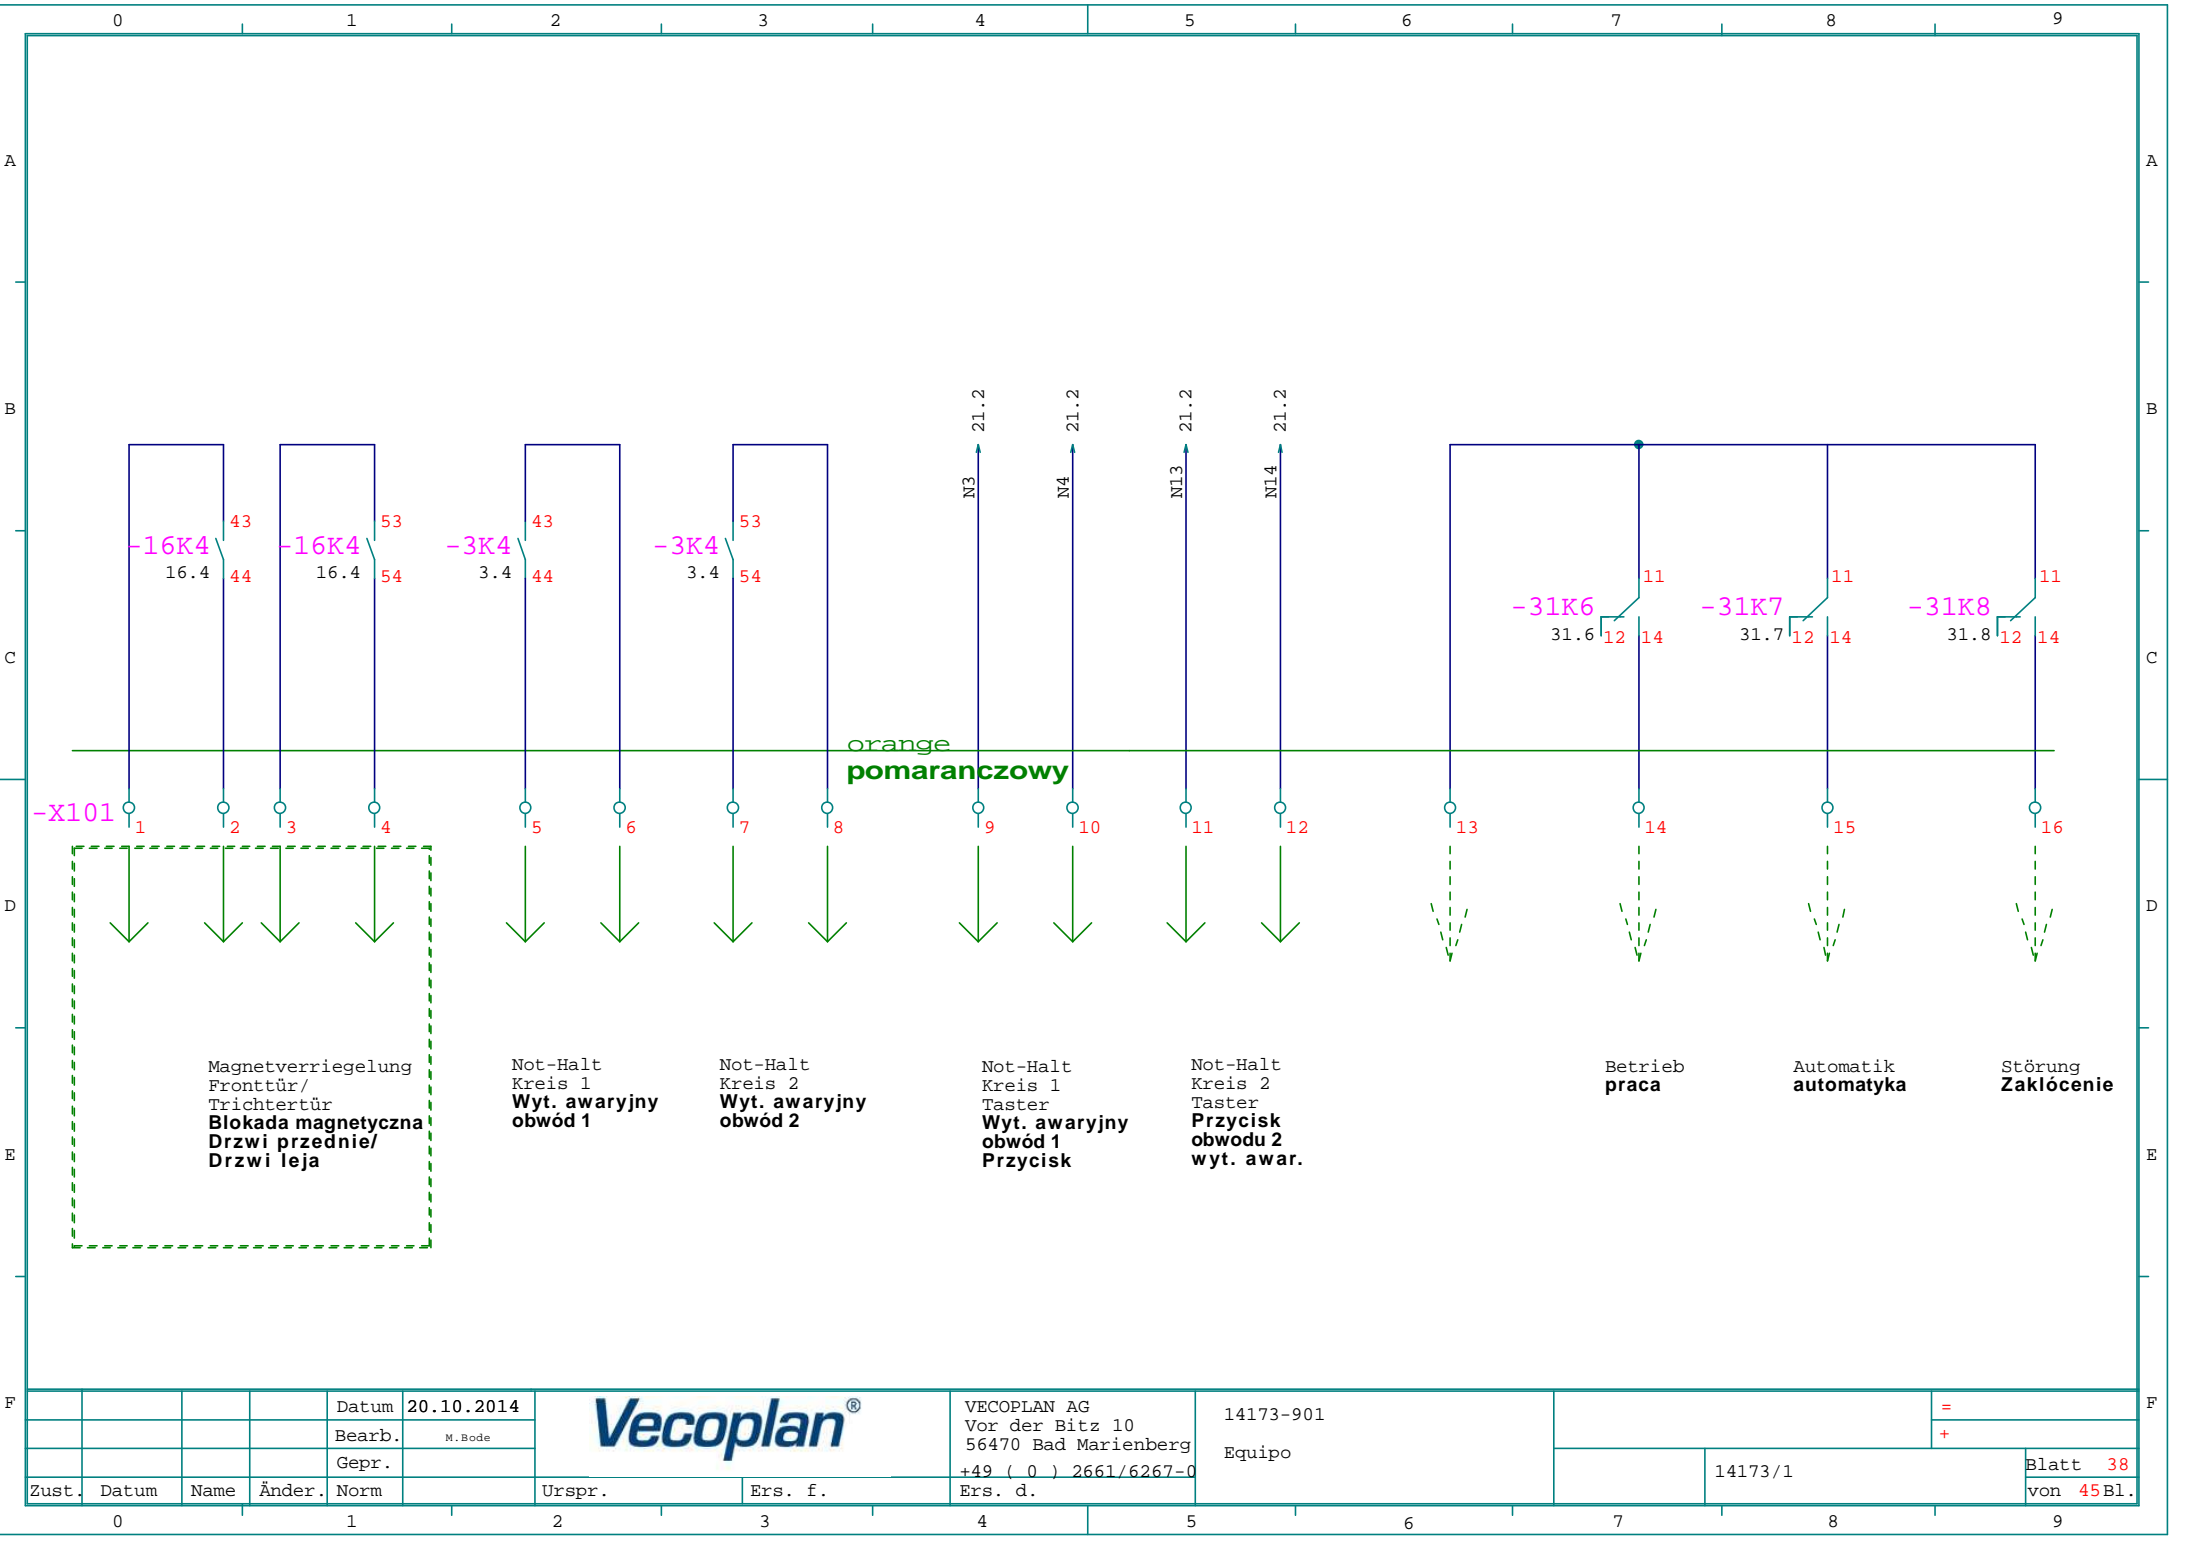 0 1 2 3 4 5 6 7 8 9
A A
B B
21.2 21.2 21.2 21.2
N3 N4 N13 N14
43 53 43 53
-16K4 -16K4 -3K4 -3K4
16.4 16.4 3.4 3.4
44 54 44 54
11 11 11
-31K6 -31K7 -31K8
31.6 12 14 31.7 12 14 31.8 12 14
C C
orange
pomaranczowy
-X101
1 2 3 4 5 6 7 8 9 10 11 12 13 14 15 16
D D
Magnetverriegelung
Fronttür/
Trichtertür
Blokada magnetyczna
Drzwi przednie/
Drzwi leja
Not-Halt
Kreis 1
Wyt. awaryjny
obwód 1
Not-Halt
Kreis 2
Wyt. awaryjny
obwód 2
Not-Halt
Kreis 1
Taster
Wyt. awaryjny
obwód 1
Przycisk
Not-Halt
Kreis 2
Taster
Przycisk
obwodu 2
wyt. awar.
Betrieb
praca
Automatik
automatyka
Störung
Zaklócenie
E E
F F
Datum 20.10.2014
Bearb. M.Bode
Gepr.
Zust. Datum Name Änder. Norm
Vecoplan®
Urspr. Ers. f. Ers. d.
VECOPLAN AG
Vor der Bitz 10
56470 Bad Marienberg
+49 ( 0 ) 2661/6267-0
14173-901
Equipo
14173/1
=
+
Blatt 38
von 45 Bl.
0 1 2 3 4 5 6 7 8 9